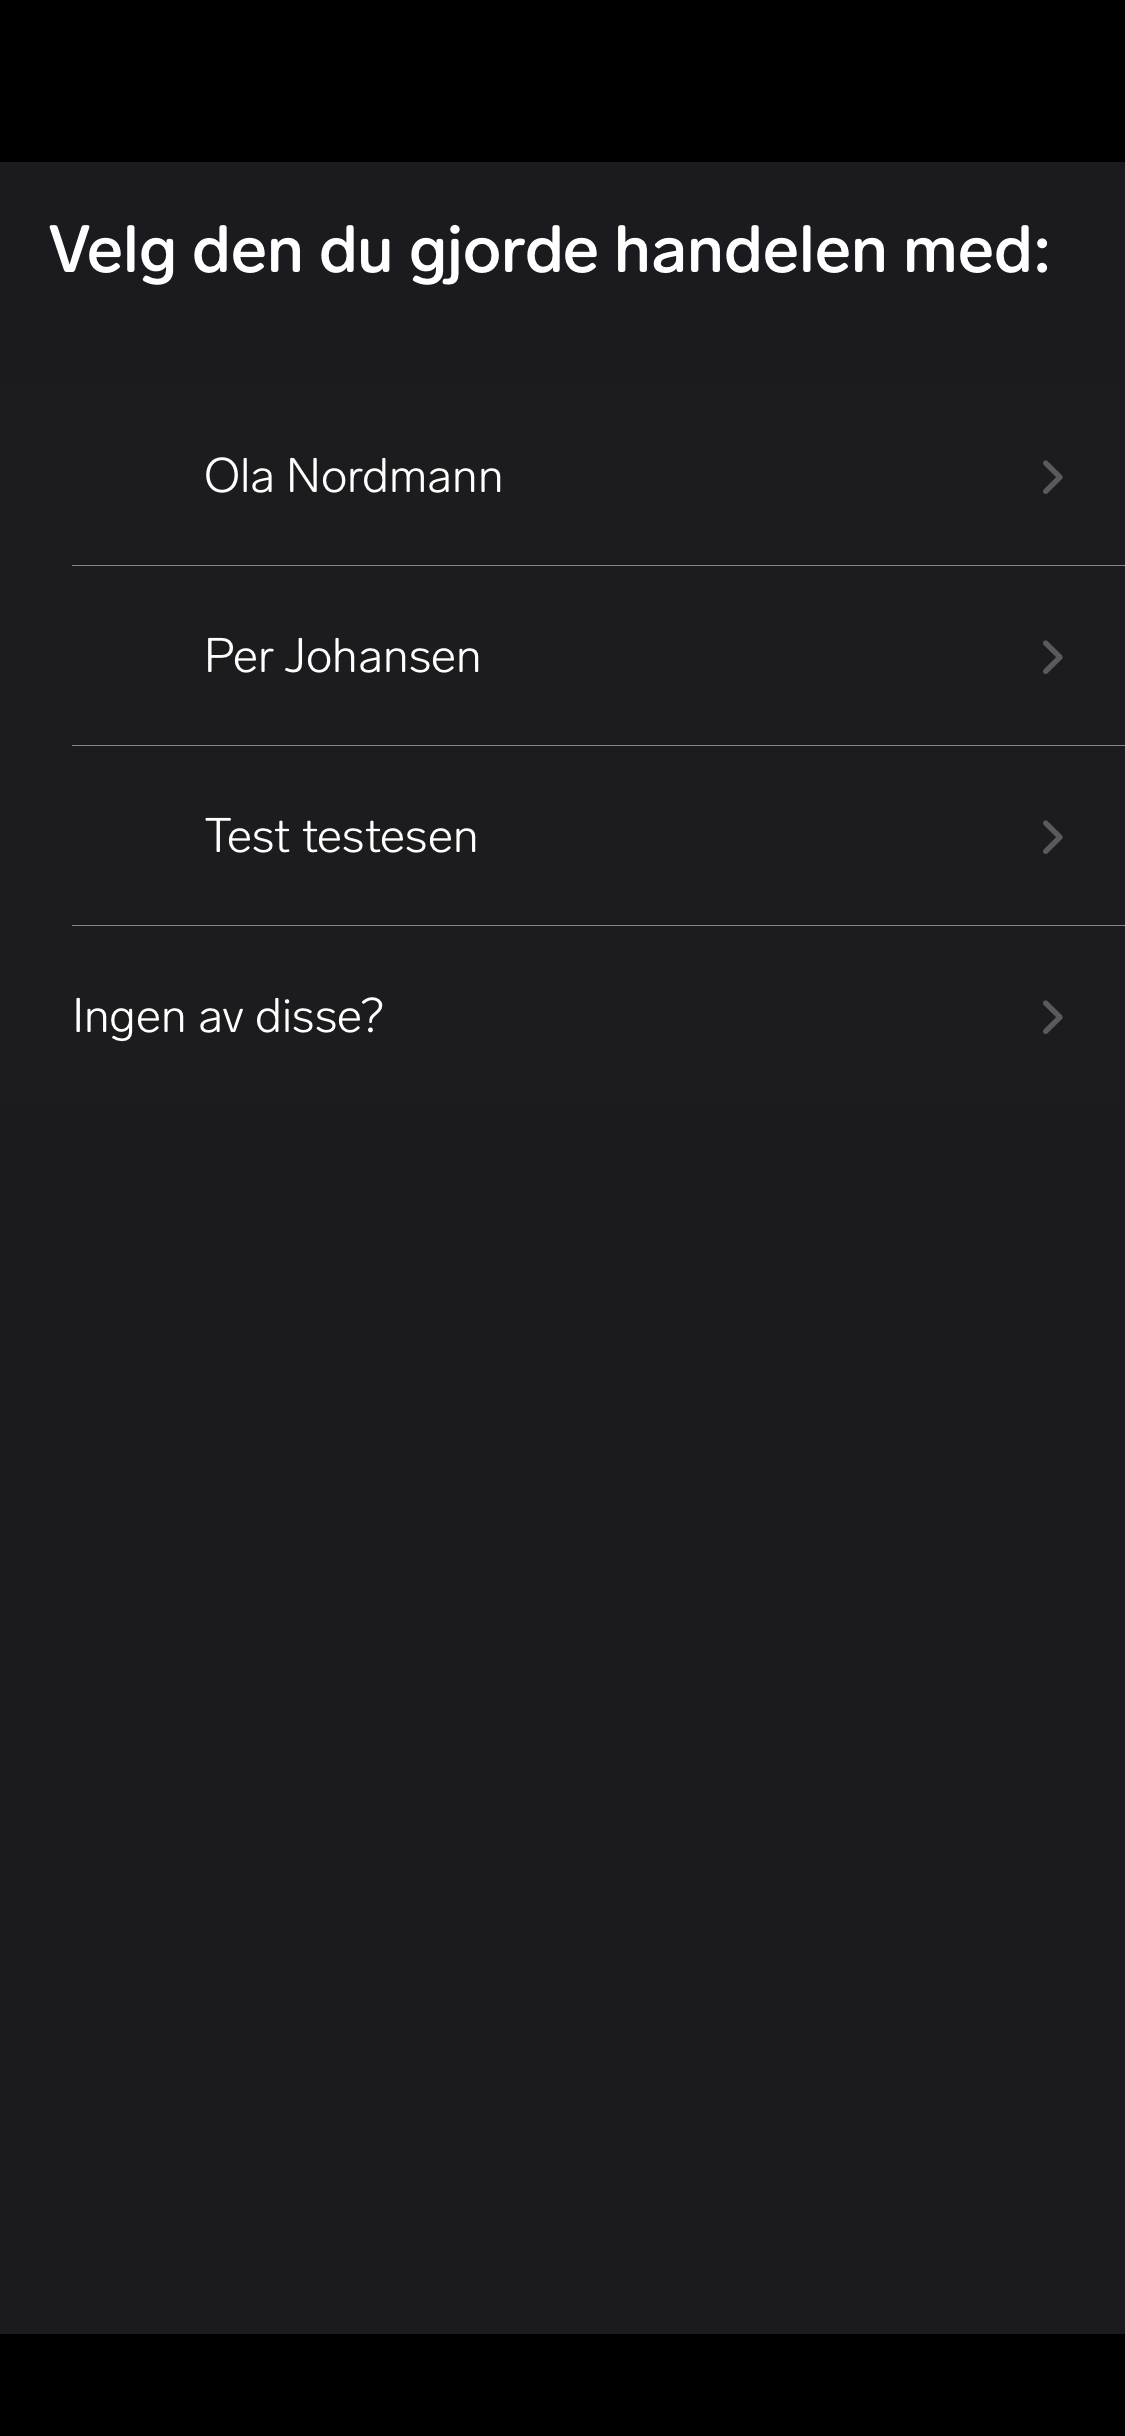 Velg den du gjorde handelen med:
Ola Nordmann
Per Johansen
Test testesen
Ingen av disse?